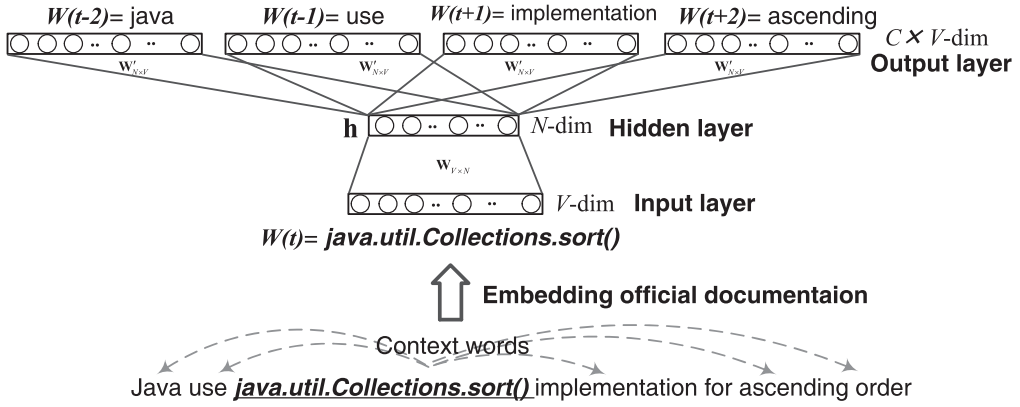 W(t-2)= java W(t-1)= use W(t+1)= implementation W(t+2)= ascending
C × V-dim
W'N×V W'N×V W'N×V W'N×V
Output layer
h N-dim Hidden layer
WV×N
V-dim Input layer
W(t)= java.util.Collections.sort()
Embedding official documentaion
Context words
Java use java.util.Collections.sort() implementation for ascending order